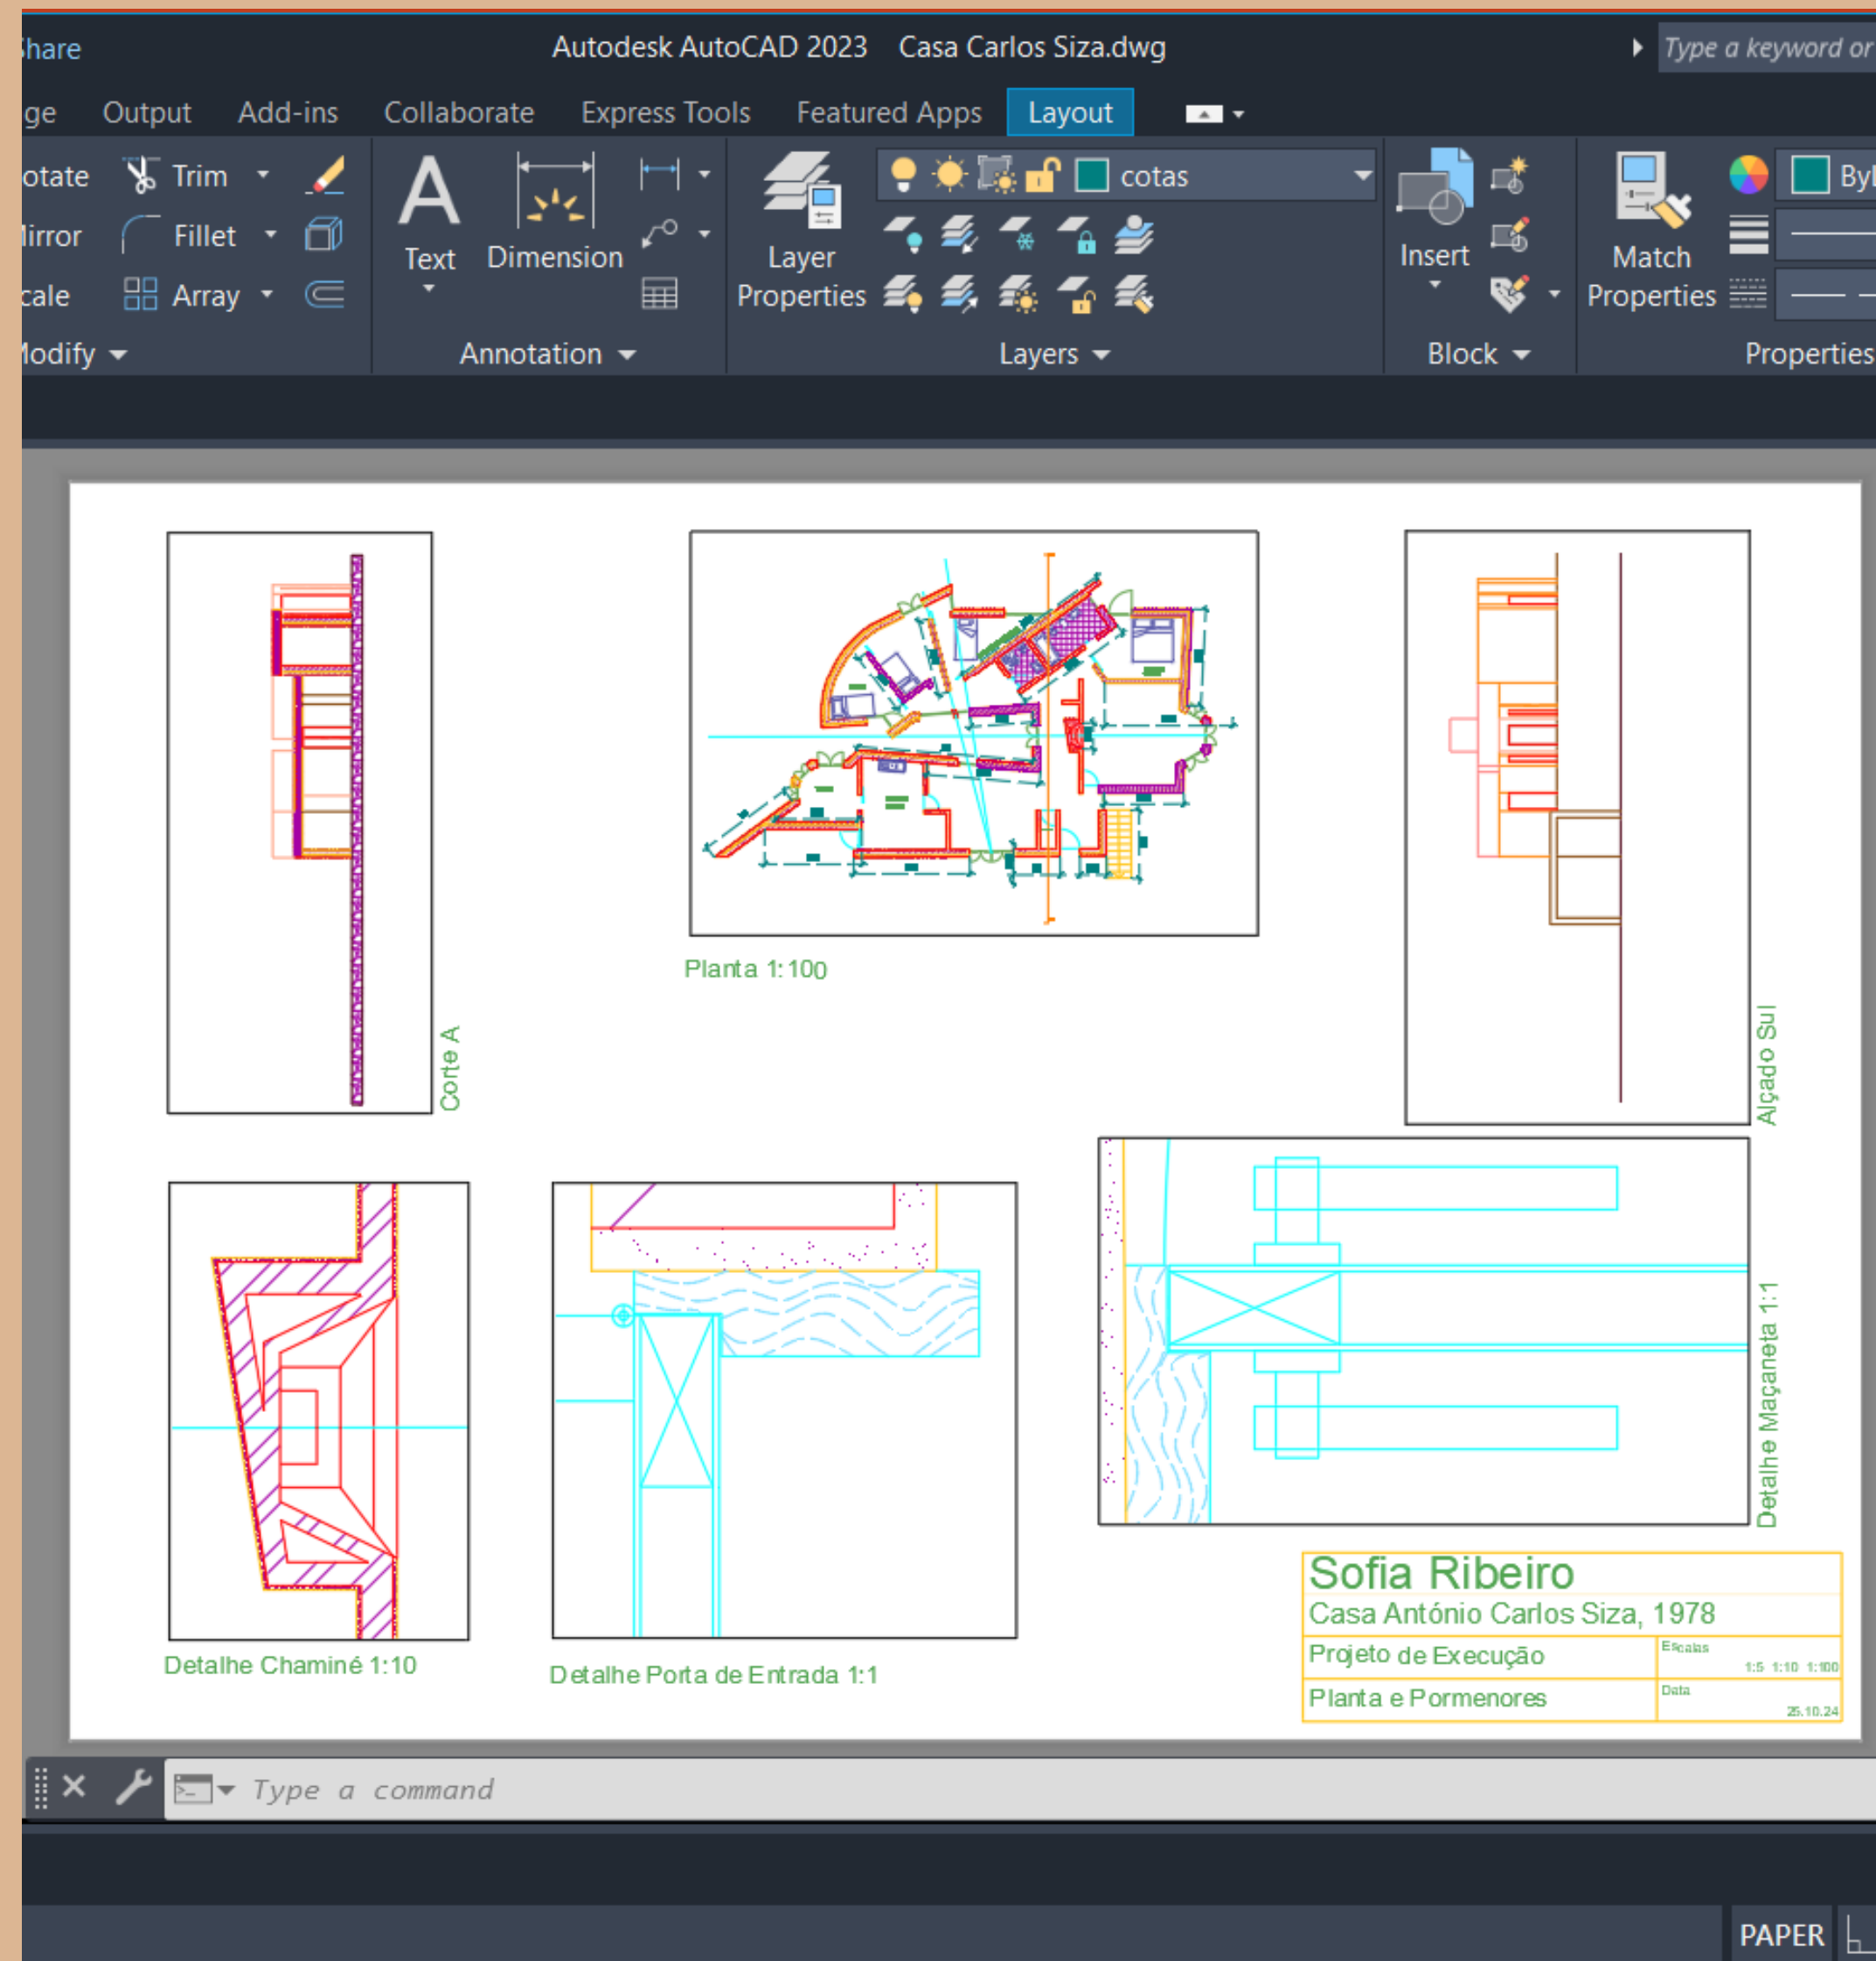 Share
Autodesk AutoCAD 2023 Casa Carlos Siza.dwg
Type a keyword or
ge Output Add-ins Collaborate Express Tools Featured Apps Layout
otate Trim
irror Fillet
cale Array
Modify
Text Dimension
Annotation
Layer
Properties
cotas
Layers
Insert
Block
Match
Properties
ByL
Properties
Corte A
Planta 1:100
Alçado Sul
Detalhe Chaminé 1:10
Detalhe Porta de Entrada 1:1
Detalhe Maçaneta 1:1
Sofia Ribeiro
Casa António Carlos Siza, 1978
Projeto de Execução
Escalas
1:5 1:10 1:100
Planta e Pormenores
Data
25.10.24
Type a command
PAPER